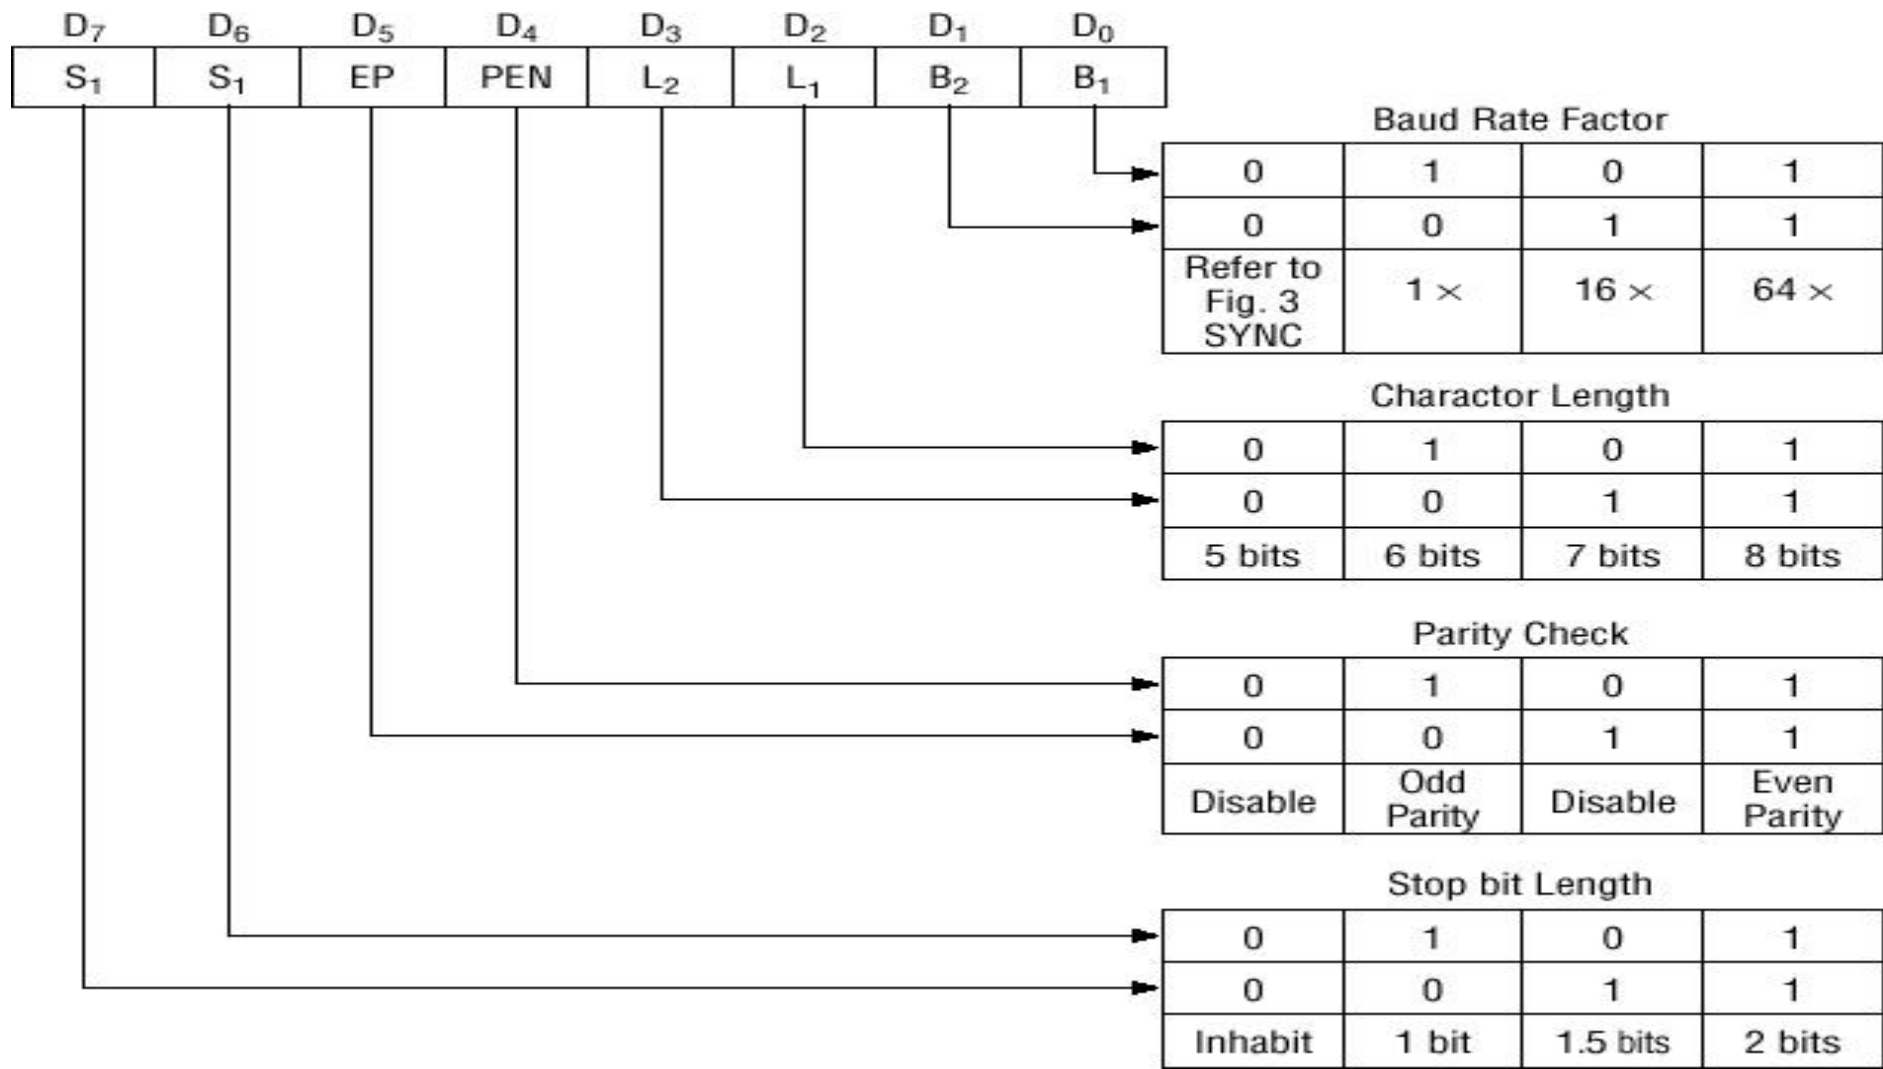 D₇ D₆ D₅ D₄ D₃ D₂ D₁ D₀
S₁ S₁ EP PEN L₂ L₁ B₂ B₁
Baud Rate Factor
0 1 0 1
0 0 1 1
Refer to
Fig. 3
SYNC
1 × 16 × 64 ×
Charactor Length
0 1 0 1
0 0 1 1
5 bits 6 bits 7 bits 8 bits
Parity Check
0 1 0 1
0 0 1 1
Disable
Odd
Parity
Disable
Even
Parity
Stop bit Length
0 1 0 1
0 0 1 1
Inhabit 1 bit 1.5 bits 2 bits